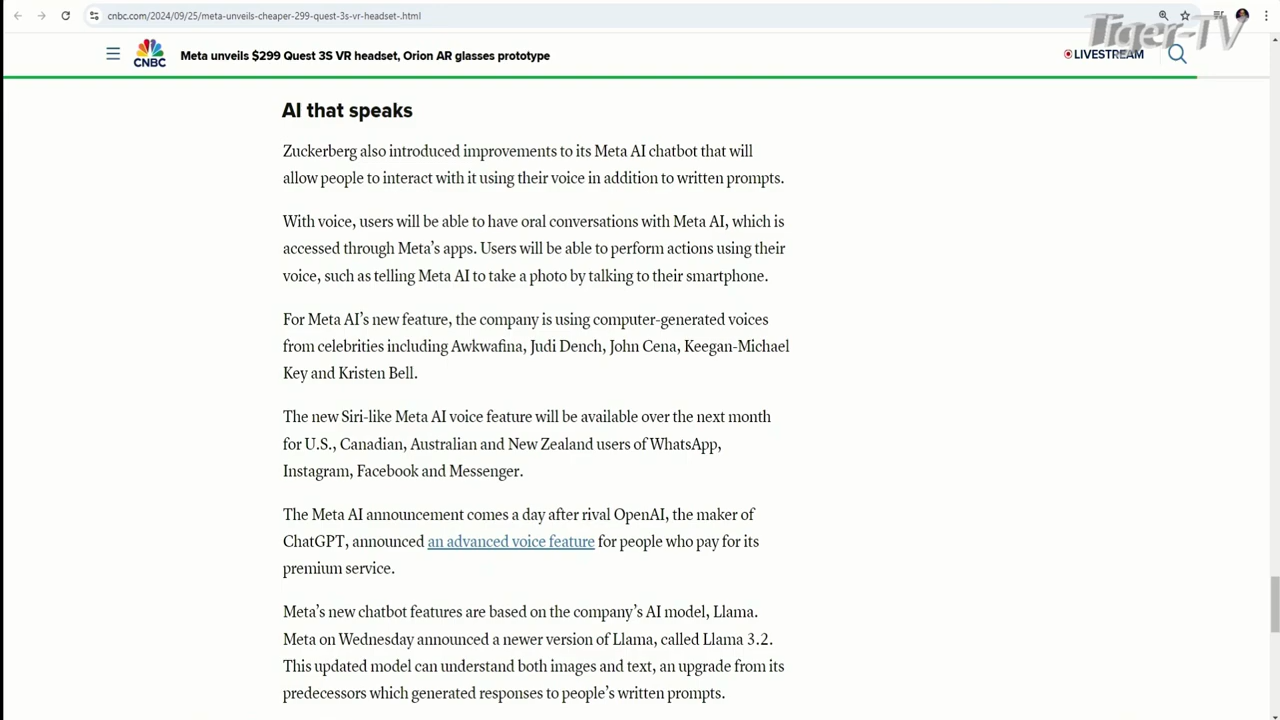 cnbc.com/2024/09/25/meta-unveils-cheaper-299-quest-3s-vr-headset-.html
Tiger-TV
CNBC
Meta unveils $299 Quest 3S VR headset, Orion AR glasses prototype
LIVESTREAM
AI that speaks
Zuckerberg also introduced improvements to its Meta AI chatbot that will
allow people to interact with it using their voice in addition to written prompts.
With voice, users will be able to have oral conversations with Meta AI, which is
accessed through Meta’s apps. Users will be able to perform actions using their
voice, such as telling Meta AI to take a photo by talking to their smartphone.
For Meta AI’s new feature, the company is using computer-generated voices
from celebrities including Awkwafina, Judi Dench, John Cena, Keegan-Michael
Key and Kristen Bell.
The new Siri-like Meta AI voice feature will be available over the next month
for U.S., Canadian, Australian and New Zealand users of WhatsApp,
Instagram, Facebook and Messenger.
The Meta AI announcement comes a day after rival OpenAI, the maker of
ChatGPT, announced an advanced voice feature for people who pay for its
premium service.
Meta’s new chatbot features are based on the company’s AI model, Llama.
Meta on Wednesday announced a newer version of Llama, called Llama 3.2.
This updated model can understand both images and text, an upgrade from its
predecessors which generated responses to people’s written prompts.